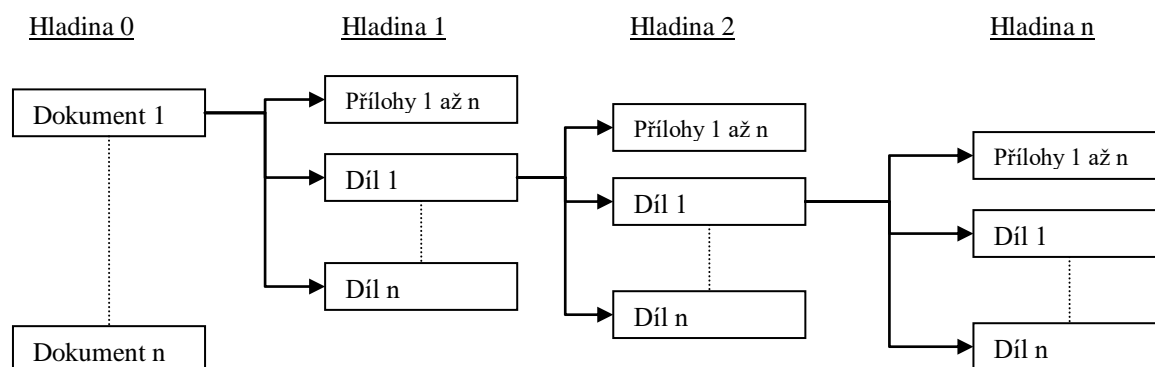 Hladina 0
Hladina 1
Hladina 2
Hladina n
Dokument 1
Dokument n
Přílohy 1 až n
Díl 1
Díl n
Přílohy 1 až n
Díl 1
Díl n
Přílohy 1 až n
Díl 1
Díl n